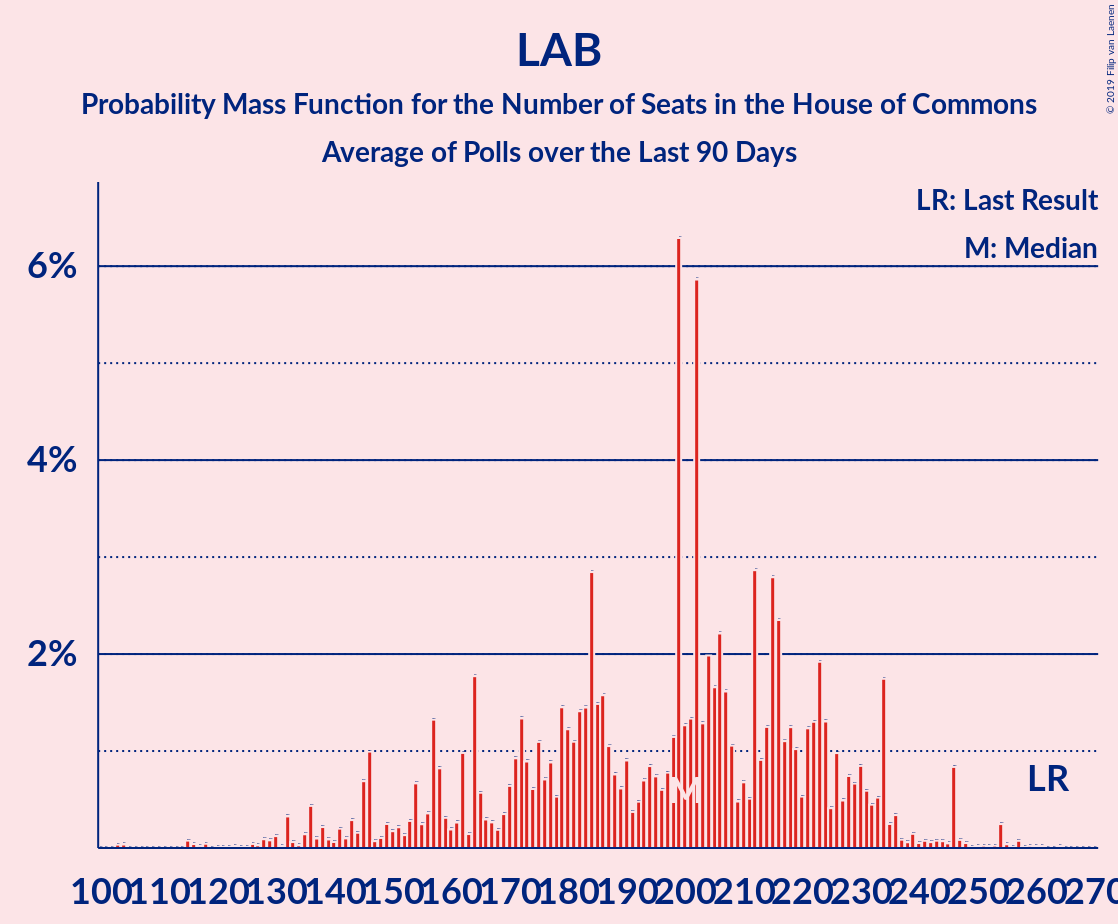 LAB
Probability Mass Function for the Number of Seats in the House of Commons
Average of Polls over the Last 90 Days
© 2019 Filip van Laenen
LR: Last Result
M: Median
6%
4%
2%
M
LR
100 110 120 130 140 150 160 170 180 190 200 210 220 230 240 250 260 270